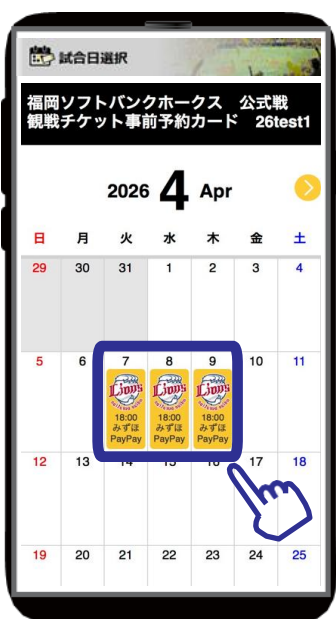 試合日選択
福岡ソフトバンクホークス 公式戦
観戦チケット事前予約カード 26test1
2026 4 Apr
日 月 火 水 木 金 土
29 30 31 1 2 3 4
5 6 7 8 9 10 11
Lions Lions Lions
18:00 18:00 18:00
みずほ みずほ みずほ
PayPay PayPay PayPay
12 13 14 15 16 17 18
19 20 21 22 23 24 25